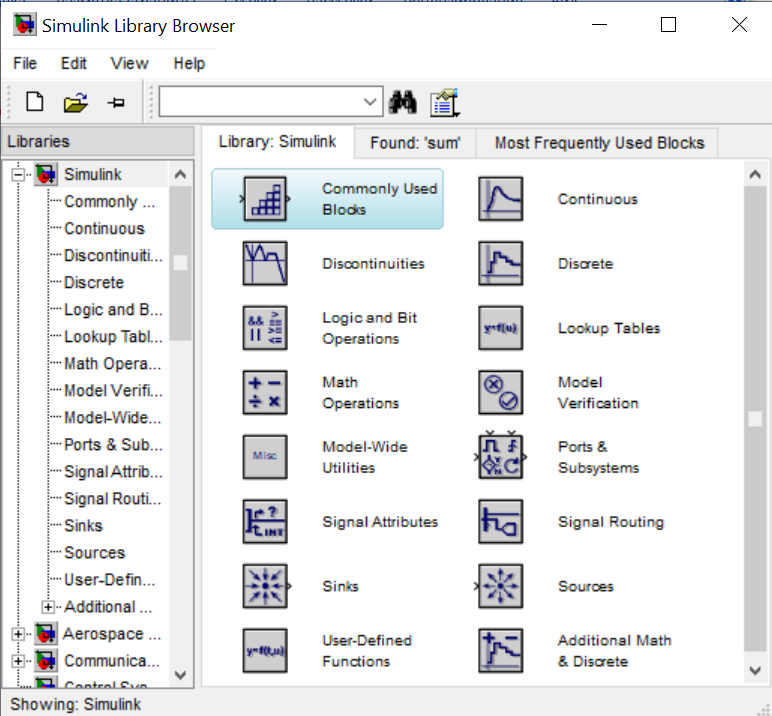 Simulink Library Browser
File Edit View Help
Libraries
Library: Simulink Found: 'sum' Most Frequently Used Blocks
Simulink
Commonly ...
Continuous
Discontinuiti...
Discrete
Logic and B...
Lookup Tabl...
Math Opera...
Model Verifi...
Model-Wide...
Ports & Sub...
Signal Attrib...
Signal Routi...
Sinks
Sources
User-Defin...
Additional ...
Aerospace ...
Communica...
Control Sys...
Commonly Used
Blocks
Continuous
Discontinuities
Discrete
&& >
== 
|| >=
<=
Logic and Bit
Operations
y=f(u)
Lookup Tables
+ −
÷ ×
Math
Operations
Model
Verification
Misc
Model-Wide
Utilities
Ports &
Subsystems
?
INT
Signal Attributes
Signal Routing
Sinks
Sources
y=f(t,u)
User-Defined
Functions
+ −
Additional Math
& Discrete
Showing: Simulink